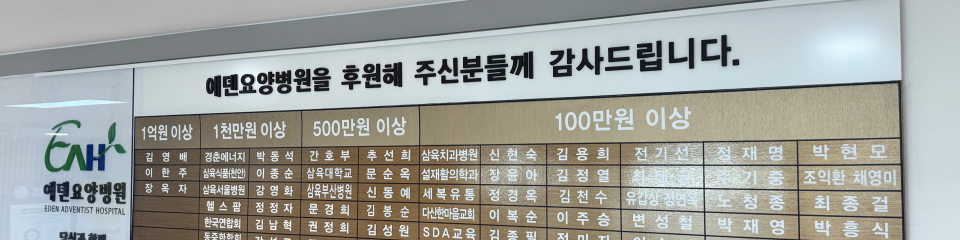 에덴요양병원을 후원해 주신분들께 감사드립니다.
EAH
에덴요양병원
EDEN ADVENTIST HOSPITAL
1억원 이상 1천만원 이상 500만원 이상 100만원 이상
김영배 경춘에너지 박동석 간호부 추선희 삼육치과병원 신현숙 김용희 전기선 정재명 박현모
이한주 삼육식품(천안) 이종순 삼육대학교 문순옥 설재활의학과 장윤아 김정열 조익환 채영미
장옥자 삼육서울병원 강영화 삼육부산병원 신동예 세복유통 정경옥 김천수 노청종 최종걸
헬스팜 정정자 문경희 김봉순 다산한마음교회 이복순 이주승 변성철 박재영 박흥식
한국연합회 김남혁 권정희 김성원 SDA교육 김종필